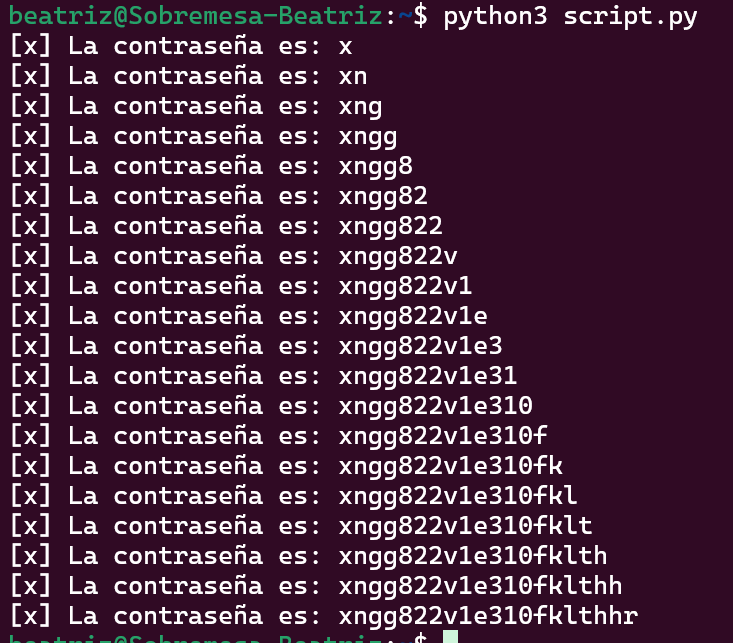 beatriz@Sobremesa-Beatriz:~$ python3 script.py
[x] La contraseña es: x
[x] La contraseña es: xn
[x] La contraseña es: xng
[x] La contraseña es: xngg
[x] La contraseña es: xngg8
[x] La contraseña es: xngg82
[x] La contraseña es: xngg822
[x] La contraseña es: xngg822v
[x] La contraseña es: xngg822v1
[x] La contraseña es: xngg822v1e
[x] La contraseña es: xngg822v1e3
[x] La contraseña es: xngg822v1e31
[x] La contraseña es: xngg822v1e310
[x] La contraseña es: xngg822v1e310f
[x] La contraseña es: xngg822v1e310fk
[x] La contraseña es: xngg822v1e310fkl
[x] La contraseña es: xngg822v1e310fklt
[x] La contraseña es: xngg822v1e310fklth
[x] La contraseña es: xngg822v1e310fklthh
[x] La contraseña es: xngg822v1e310fklthhr
beatriz@Sobremesa-Beatriz:~$